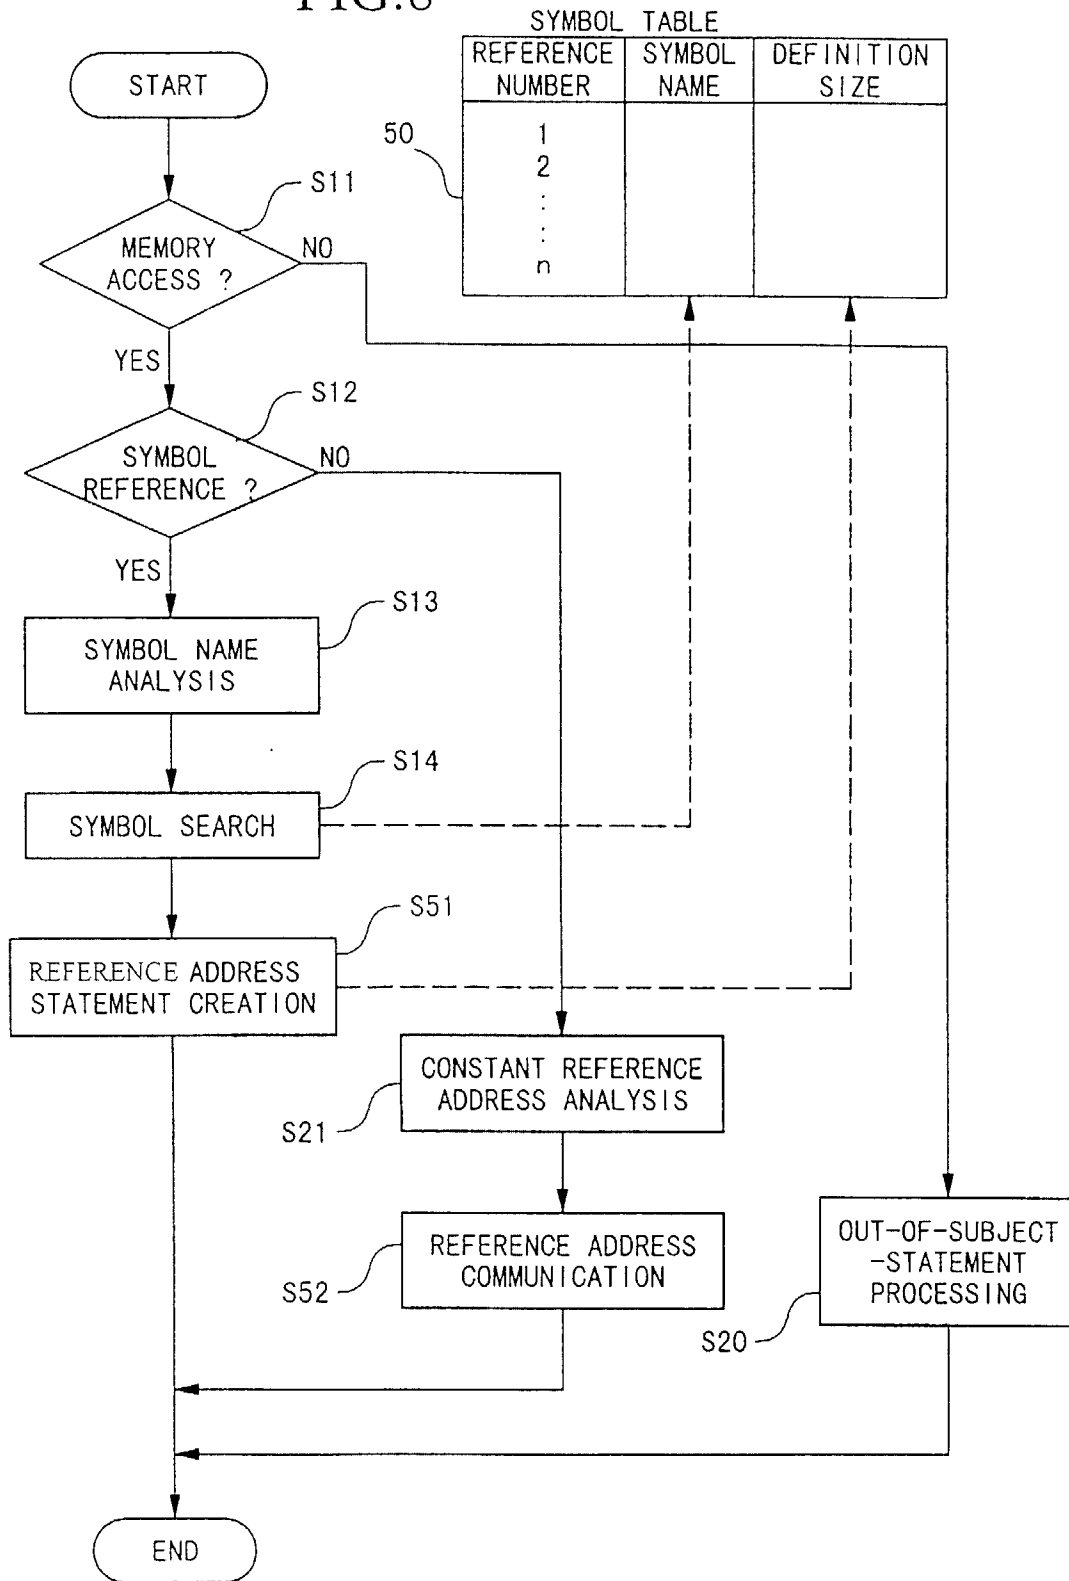 FIG.8
SYMBOL TABLE
REFERENCE NUMBER
SYMBOL NAME
DEFINITION SIZE
50
1
2
:
:
n
START
S11
MEMORY
ACCESS ?
NO
YES
S12
SYMBOL
REFERENCE ?
NO
YES
S13
SYMBOL NAME
ANALYSIS
S14
SYMBOL SEARCH
S51
REFERENCE ADDRESS
STATEMENT CREATION
CONSTANT REFERENCE
ADDRESS ANALYSIS
S21
REFERENCE ADDRESS
COMMUNICATION
S52
OUT-OF-SUBJECT
-STATEMENT
PROCESSING
S20
END